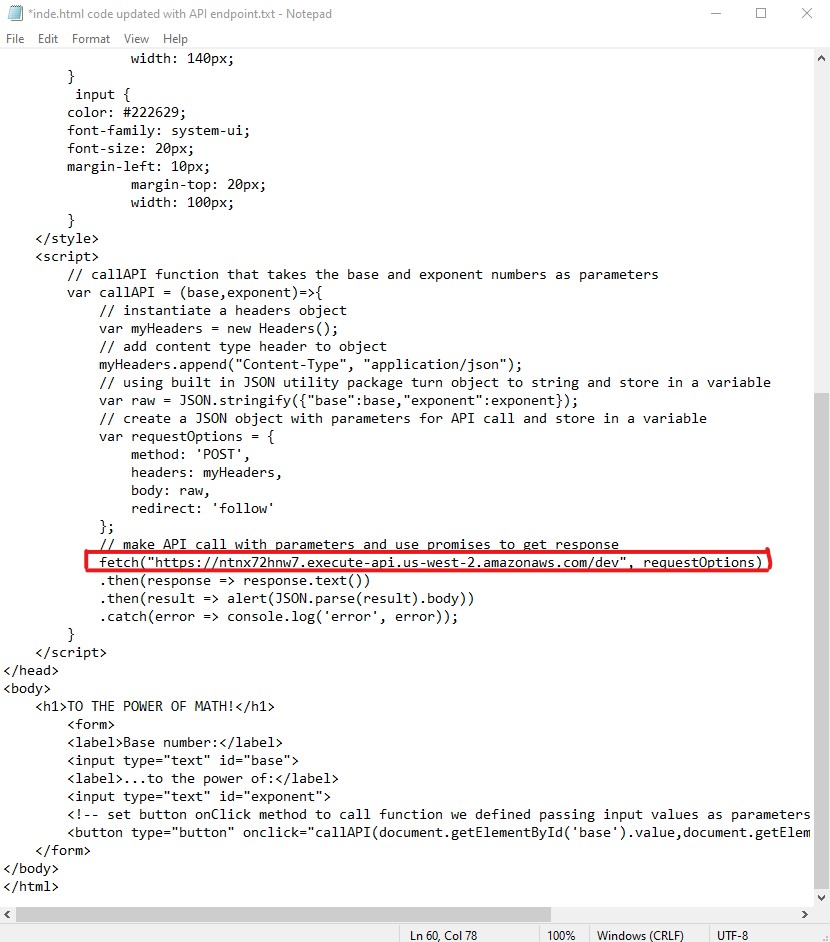 *inde.html code updated with API endpoint.txt - Notepad
File Edit Format View Help
width: 140px;
}
input {
color: #222629;
font-family: system-ui;
font-size: 20px;
margin-left: 10px;
margin-top: 20px;
width: 100px;
}
</style>
<script>
// callAPI function that takes the base and exponent numbers as parameters
var callAPI = (base,exponent)=>{
// instantiate a headers object
var myHeaders = new Headers();
// add content type header to object
myHeaders.append("Content-Type", "application/json");
// using built in JSON utility package turn object to string and store in a variable
var raw = JSON.stringify({"base":base,"exponent":exponent});
// create a JSON object with parameters for API call and store in a variable
var requestOptions = {
method: 'POST',
headers: myHeaders,
body: raw,
redirect: 'follow'
};
// make API call with parameters and use promises to get response
fetch("https://ntnx72hnw7.execute-api.us-west-2.amazonaws.com/dev", requestOptions)
.then(response => response.text())
.then(result => alert(JSON.parse(result).body))
.catch(error => console.log('error', error));
}
</script>
</head>
<body>
<h1>TO THE POWER OF MATH!</h1>
<form>
<label>Base number:</label>
<input type="text" id="base">
<label>...to the power of:</label>
<input type="text" id="exponent">
<!-- set button onClick method to call function we defined passing input values as parameters
<button type="button" onclick="callAPI(document.getElementById('base').value,document.getElem
</form>
</body>
</html>
Ln 60, Col 78 100% Windows (CRLF) UTF-8